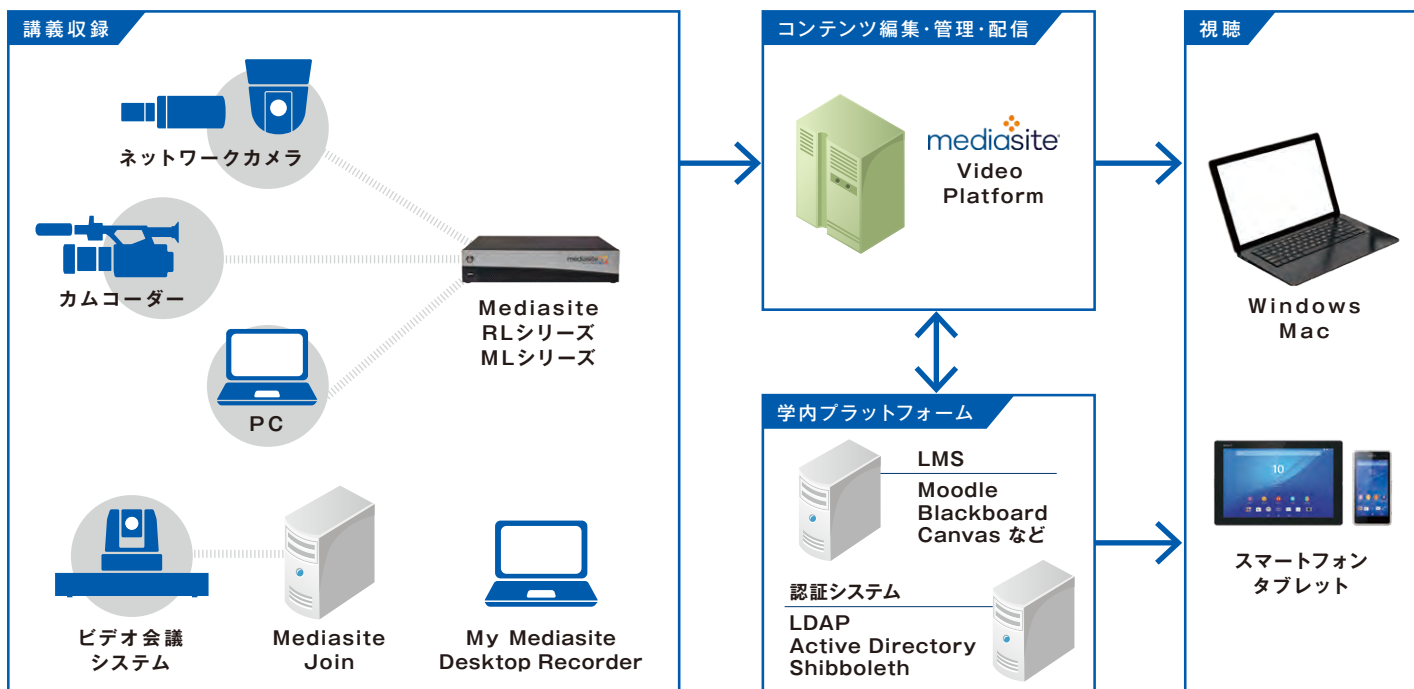 講義収録
ネットワークカメラ
カムコーダー
PC
mediasite
Mediasite
RLシリーズ
MLシリーズ
ビデオ会議
システム
Mediasite
Join
My Mediasite
Desktop Recorder
コンテンツ編集・管理・配信
mediasite
Video
Platform
学内プラットフォーム
LMS
Moodle
Blackboard
Canvas など
認証システム
LDAP
Active Directory
Shibboleth
視聴
Windows
Mac
10
スマートフォン
タブレット